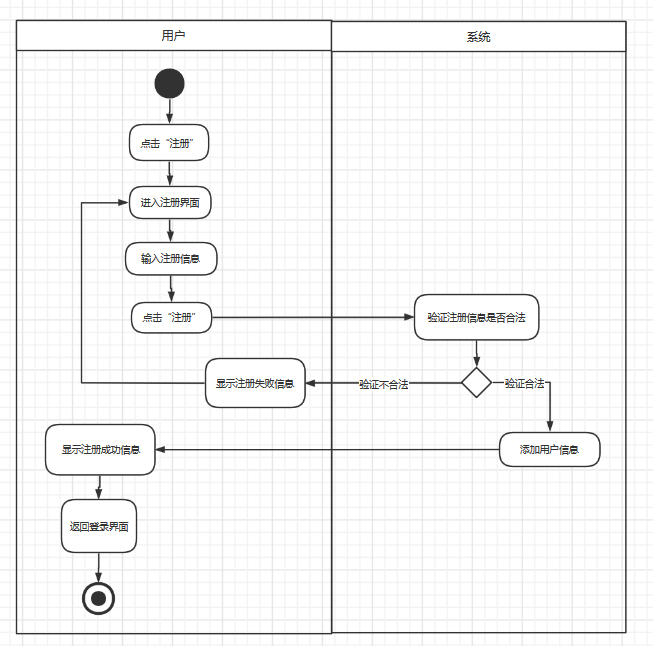 用户
系统
点击“注册”
进入注册界面
输入注册信息
点击“注册”
验证注册信息是否合法
显示注册失败信息
验证不合法
验证合法
显示注册成功信息
添加用户信息
返回登录界面